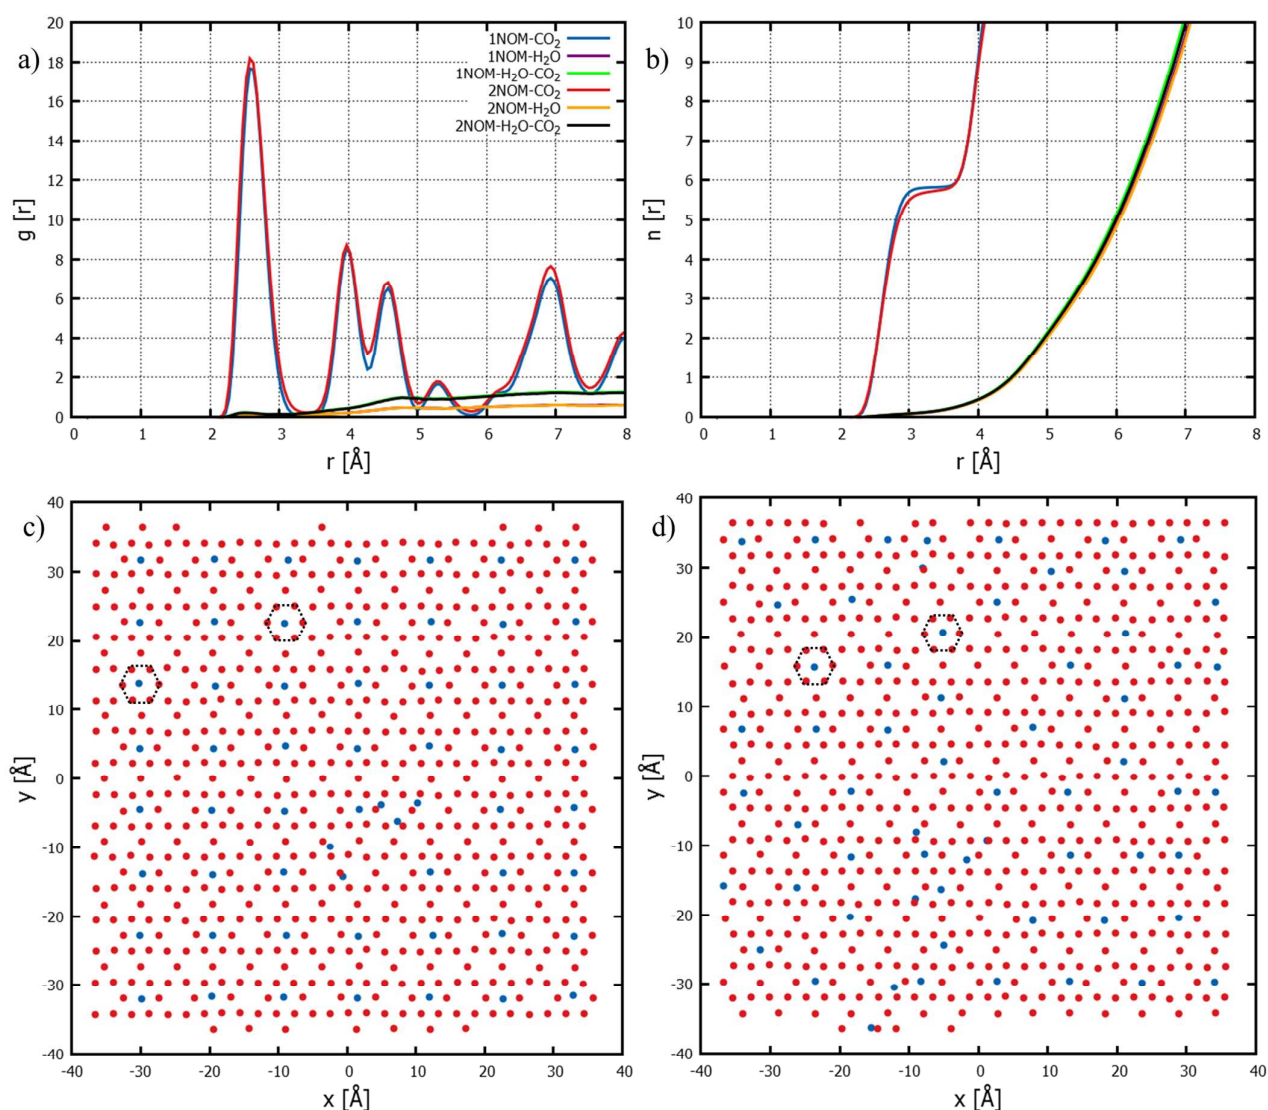 a)
20
18
16
14
12
10
8
6
4
2
0
g [r]
1NOM-CO₂
1NOM-H₂O
1NOM-H₂O-CO₂
2NOM-CO₂
2NOM-H₂O
2NOM-H₂O-CO₂
0 1 2 3 4 5 6 7 8
r [Å]
b)
10
9
8
7
6
5
4
3
2
1
0
n [r]
0 1 2 3 4 5 6 7 8
r [Å]
c)
40
30
20
10
0
-10
-20
-30
-40
y [Å]
-40 -30 -20 -10 0 10 20 30 40
x [Å]
d)
40
30
20
10
0
-10
-20
-30
-40
y [Å]
-40 -30 -20 -10 0 10 20 30 40
x [Å]